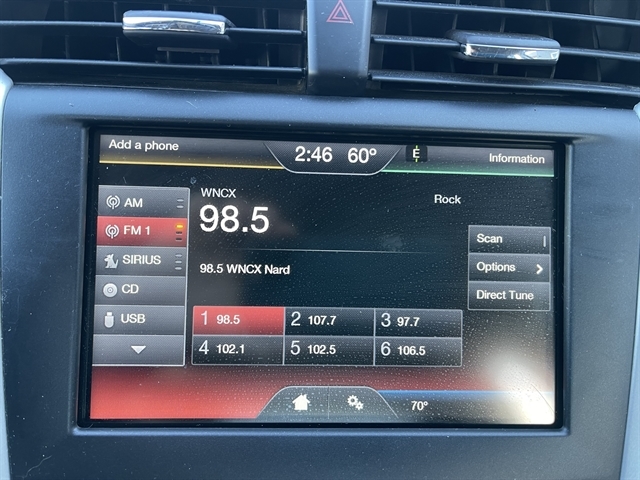 Add a phone
2:46 60°
E
Information
WNCX
98.5
Rock
AM
FM 1
SIRIUS
CD
USB
98.5 WNCX Nard
Scan
Options
Direct Tune
1 98.5
2 107.7
3 97.7
4 102.1
5 102.5
6 106.5
70°